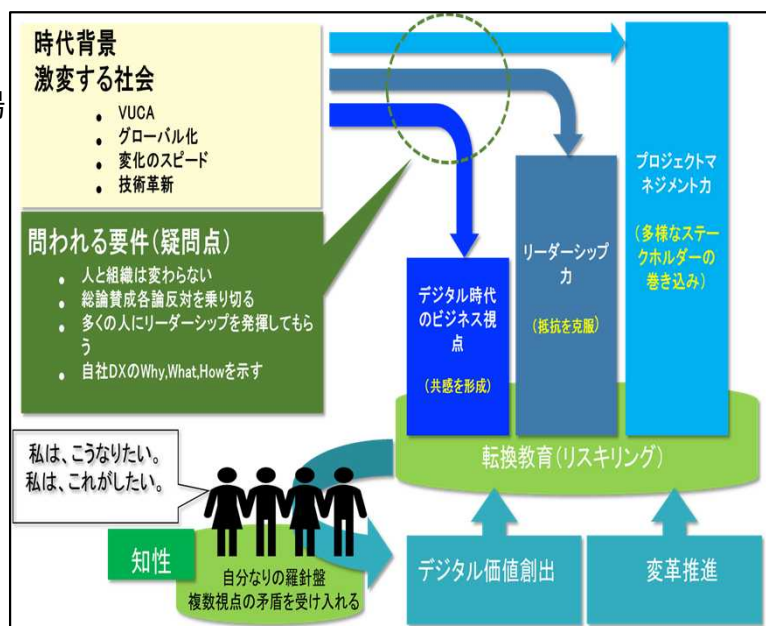 時代背景
激変する社会
• VUCA
• グローバル化
• 変化のスピード
• 技術革新
問われる要件(疑問点)
• 人と組織は変わらない
• 総論賛成各論反対を乗り切る
• 多くの人にリーダーシップを発揮してもら
う
• 自社DXのWhy,What,Howを示す
デジタル時代
のビジネス視
点
(共感を形成)
リーダーシップ
力
(抵抗を克服)
プロジェクトマ
ネジメント力
(多様なステー
クホルダーの
巻き込み)
転換教育(リスキリング)
私は、こうなりたい。
私は、これがしたい。
知性
自分なりの羅針盤
複数視点の矛盾を受け入れる
デジタル価値創出
変革推進